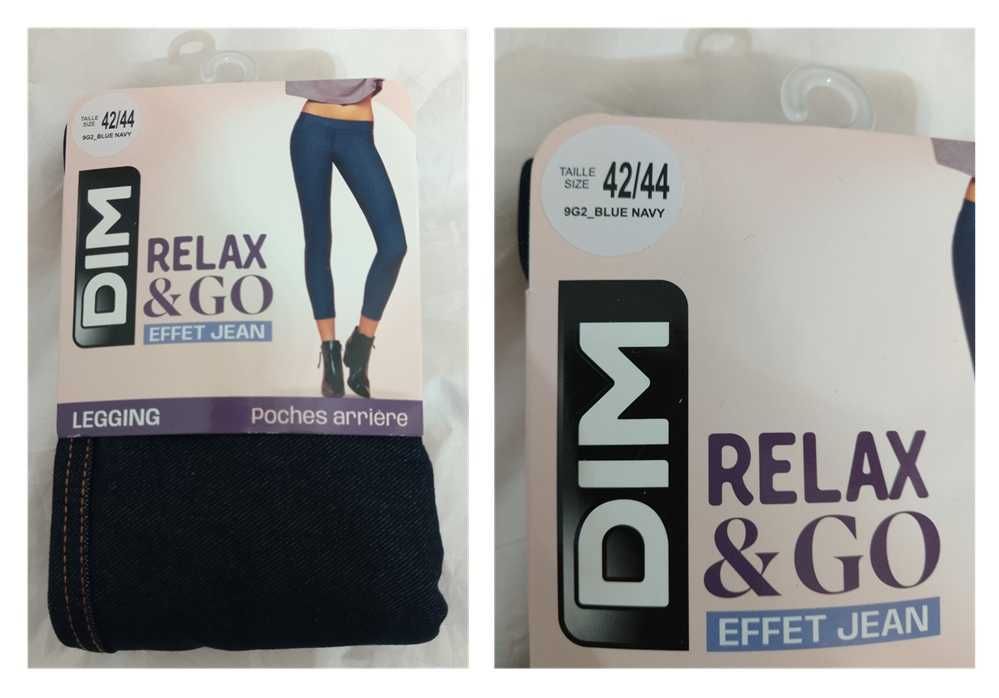 TAILLE
SIZE 42/44
9G2_BLUE NAVY
DIM
RELAX
& GO
EFFET JEAN
LEGGING Poches arrière
TAILLE
SIZE 42/44
9G2_BLUE NAVY
DIM
RELAX
& GO
EFFET JEAN